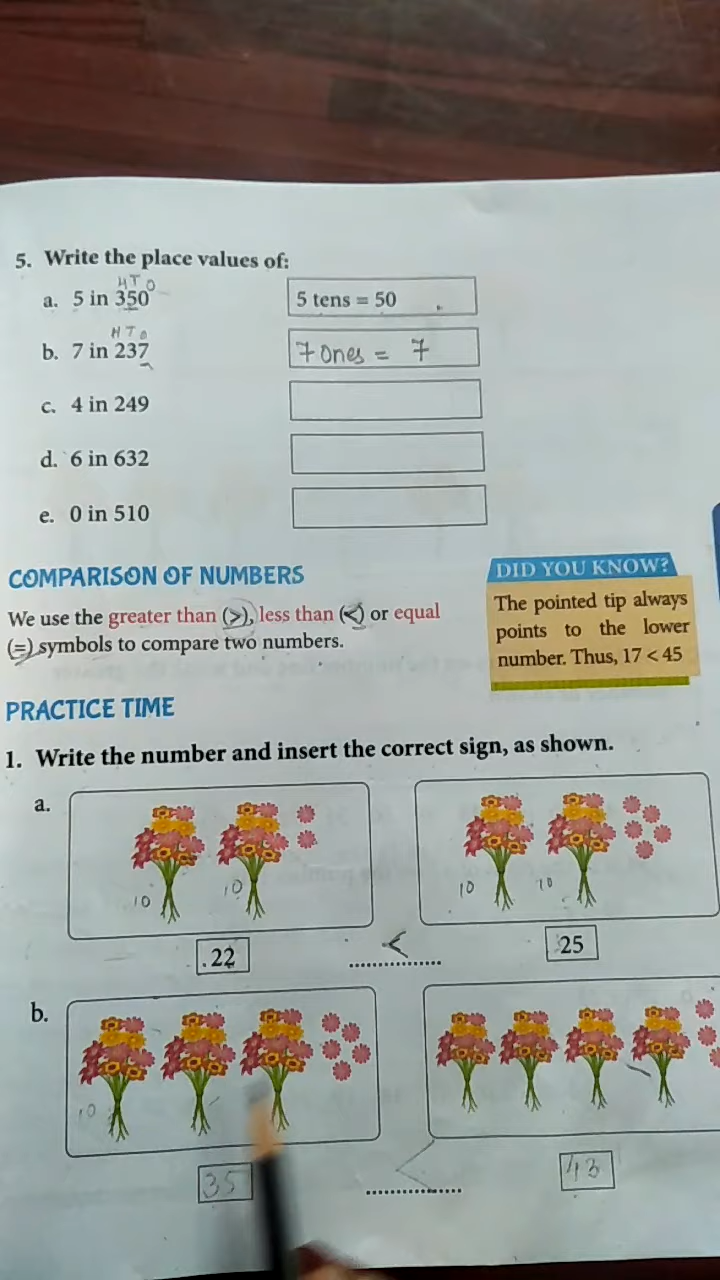 5. Write the place values of:
H T O
a. 5 in 350
5 tens = 50
H T O
b. 7 in 237
7 Ones = 7
c. 4 in 249
d. 6 in 632
e. 0 in 510
COMPARISON OF NUMBERS
We use the greater than (>), less than (<) or equal
(=) symbols to compare two numbers.
DID YOU KNOW?
The pointed tip always
points to the lower
number. Thus, 17 < 45
PRACTICE TIME
1. Write the number and insert the correct sign, as shown.
a.
10 10 10 10
22 < 25
b.
10
35 < 43